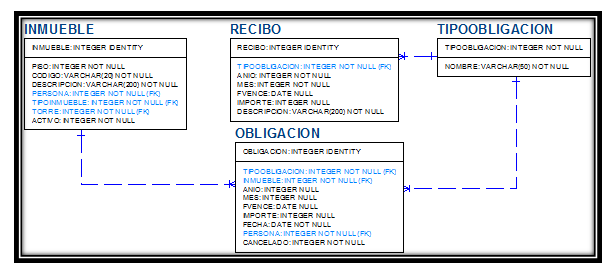 INMUEBLE
INMUEBLE: INTEGER IDENTITY
PISO: INTEGER NOT NULL
CODIGO: VARCHAR(20) NOT NULL
DESCRIPCION: VARCHAR(200) NOT NULL
PERSONA: INTEGER NOT NULL (FK)
TIPOINMUEBLE: INTEGER NOT NULL (FK)
TORRE: INTEGER NOT NULL (FK)
ACTIVO: INTEGER NOT NULL
RECIBO
RECIBO: INTEGER IDENTITY
TIPOOBLIGACION: INTEGER NOT NULL (FK)
ANIO: INTEGER NOT NULL
MES: INTEGER NOT NULL
FVENCE: DATE NULL
IMPORTE: INTEGER NOT NULL
DESCRIPCION: VARCHAR(200) NOT NULL
TIPOOBLIGACION
TIPOOBLIGACION: INTEGER NOT NULL
NOMBRE: VARCHAR(50) NOT NULL
OBLIGACION
OBLIGACION: INTEGER IDENTITY
TIPOOBLIGACION: INTEGER NOT NULL (FK)
INMUEBLE: INTEGER NOT NULL (FK)
ANIO: INTEGER NULL
MES: INTEGER NULL
FVENCE: DATE NULL
IMPORTE: INTEGER NULL
FECHA: DATE NOT NULL
PERSONA: INTEGER NOT NULL (FK)
CANCELADO: INTEGER NOT NULL